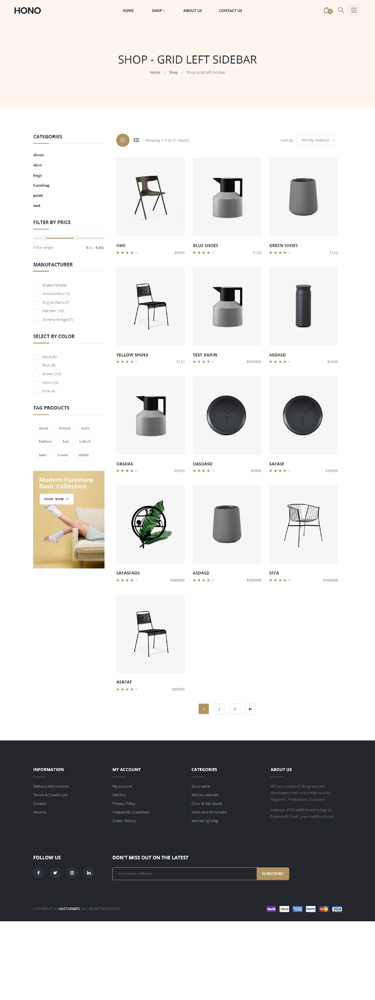 HONO
HOME
SHOP
ABOUT US
CONTACT US
3
SHOP - GRID LEFT SIDEBAR
Home > Shop > Shop Grid Left Sidebar
CATEGORIES
shoes
shirt
bags
handbag
paint
test
FILTER BY PRICE
Price range: $75 - $300
MANUFACTURER
Brake Parts(6)
Accessories (10)
Engine Parts (4)
Hermes (10)
Tommy Hilfiger(7)
SELECT BY COLOR
Black (6)
Blue (8)
Brown (10)
Green (6)
Pink (4)
TAG PRODUCTS
asian brown euro
fashion hat t-shirt
teen travel white
Modern Furniture
Basic Collection
SHOP NOW
Showing 1–9 of 21 results
Sort By: Sort by newness
HIHI
$9999
BLUE SHOES
$123
GREEN SHOES
$123
YELLOW SHOES
$123
TEST AGAIN
$999999
ASDASD
$9999
DASDAS
$9999
DASDASD
$9999
SAFASF
$99999
12
9
3
SAFASFADS
$999999
ASDASD
$999999
SFFA
$999999
ASAFAF
$99999
1 2 3
INFORMATION
Delivery Information
Terms & Conditions
Contact
Returns
MY ACCOUNT
My account
Wishlist
Privacy Policy
Frequently Questions
Order History
CATEGORIES
Decorative
Kitchen utensils
Chair & Bar stools
Sofas and Armchairs
Interior lighting
ABOUT US
We are a team of designers and
developers that create high quality
Magento, Prestashop, Opencart.
Address: 4710-4890 Breckinridge St,
Fayettevill Email: yourmail@mail.com
FOLLOW US
DON'T MISS OUT ON THE LATEST
Your email address...
SUBSCRIBE!
COPYRIGHT © HASTHEMES. ALL RIGHTS RESERVED.
Skrill
bitcoin
PayPal
MasterCard
VISA